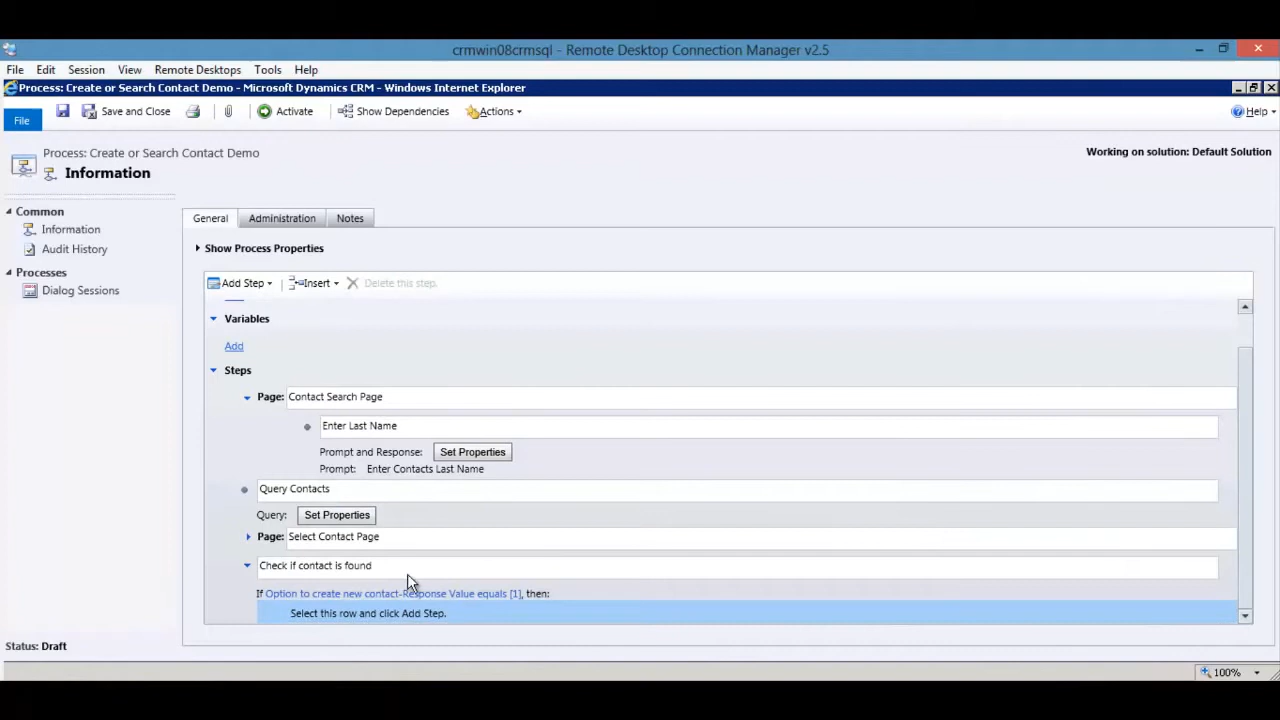 crmwin08crmsql - Remote Desktop Connection Manager v2.5
File Edit Session View Remote Desktops Tools Help
Process: Create or Search Contact Demo - Microsoft Dynamics CRM - Windows Internet Explorer
File Save and Close Activate Show Dependencies Actions Help
Process: Create or Search Contact Demo
Information
Working on solution: Default Solution
Common
Information
Audit History
Processes
Dialog Sessions
General Administration Notes
Show Process Properties
Add Step Insert Delete this step.
Variables
Add
Steps
Page: Contact Search Page
Enter Last Name
Prompt and Response: Set Properties
Prompt: Enter Contacts Last Name
Query Contacts
Query: Set Properties
Page: Select Contact Page
Check if contact is found
If Option to create new contact-Response Value equals [1], then:
Select this row and click Add Step.
Status: Draft
100%